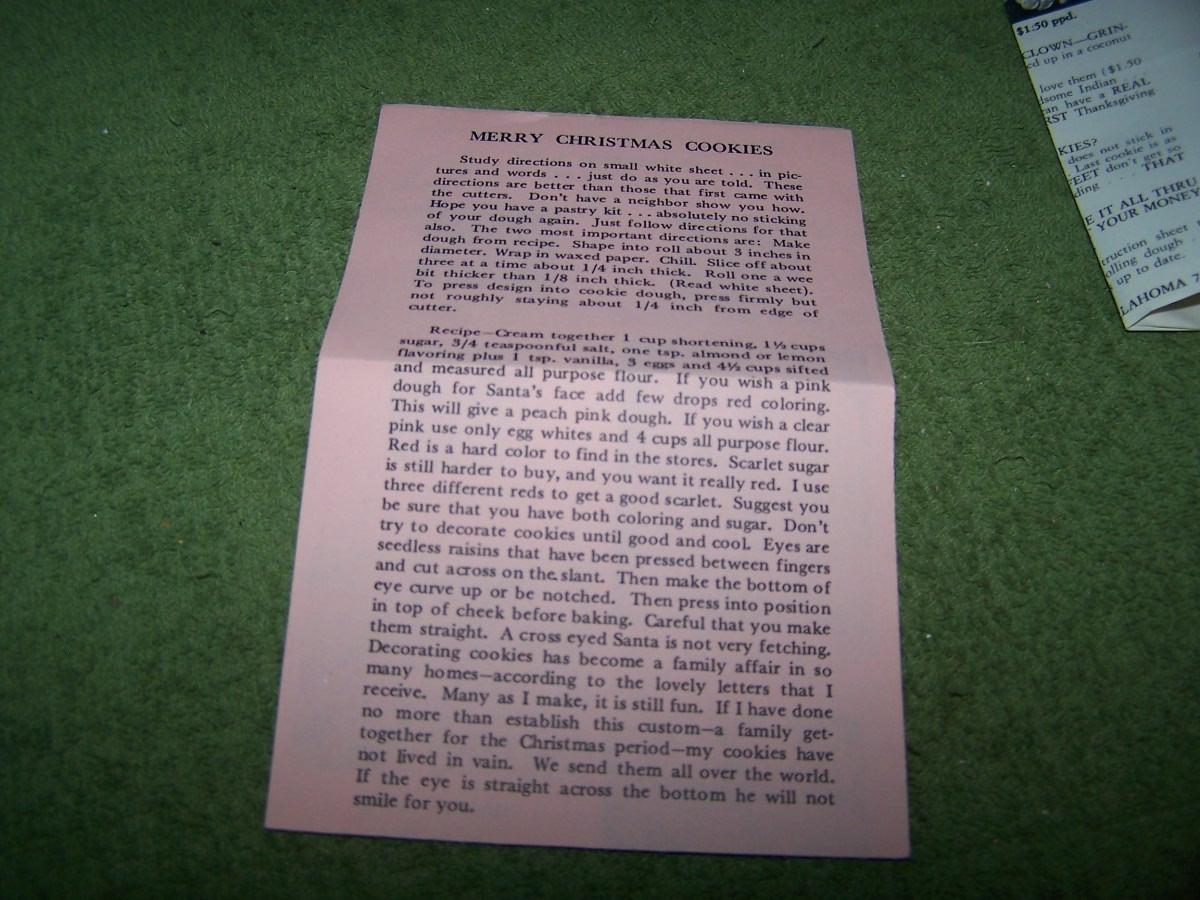 MERRY CHRISTMAS COOKIES
Study directions on small white sheet . . . in pic-
tures and words . . . just do as you are told. These
directions are better than those that first came with
the cutters. Don't have a neighbor show you how.
Hope you have a pastry kit . . . absolutely no sticking
of your dough again. Just follow directions for that
also. The two most important directions are: Make
dough from recipe. Shape into roll about 3 inches in
diameter. Wrap in waxed paper. Chill. Slice off about
three at a time about 1/4 inch thick. Roll one a wee
bit thicker than 1/8 inch thick. (Read white sheet).
To press design into cookie dough, press firmly but
not roughly staying about 1/4 inch from edge of
cutter.
Recipe—Cream together 1 cup shortening, 1½ cups
sugar, 3/4 teaspoonful salt, one tsp. almond or lemon
flavoring plus 1 tsp. vanilla, 3 eggs and 4½ cups sifted
and measured all purpose flour. If you wish a pink
dough for Santa's face add few drops red coloring.
This will give a peach pink dough. If you wish a clear
pink use only egg whites and 4 cups all purpose flour.
Red is a hard color to find in the stores. Scarlet sugar
is still harder to buy, and you want it really red. I use
three different reds to get a good scarlet. Suggest you
be sure that you have both coloring and sugar. Don't
try to decorate cookies until good and cool. Eyes are
seedless raisins that have been pressed between fingers
and cut across on the slant. Then make the bottom of
eye curve up or be notched. Then press into position
in top of cheek before baking. Careful that you make
them straight. A cross eyed Santa is not very fetching.
Decorating cookies has become a family affair in so
many homes—according to the lovely letters that I
receive. Many as I make, it is still fun. If I have done
no more than establish this custom—a family get-
together for the Christmas period—my cookies have
not lived in vain. We send them all over the world.
If the eye is straight across the bottom he will not
smile for you.
$1.50 ppd.
CLOWN—GRIN-
ed up in a coconut
love them ($1.50
some Indian . .
an have a REAL
RST Thanksgiving
KIES?
does not stick in
Last cookie is as
EET don't get so
ding . . . THAT
E IT ALL THRU
YOUR MONEY
ruction sheet
olling dough
up to date.
LAHOMA 7